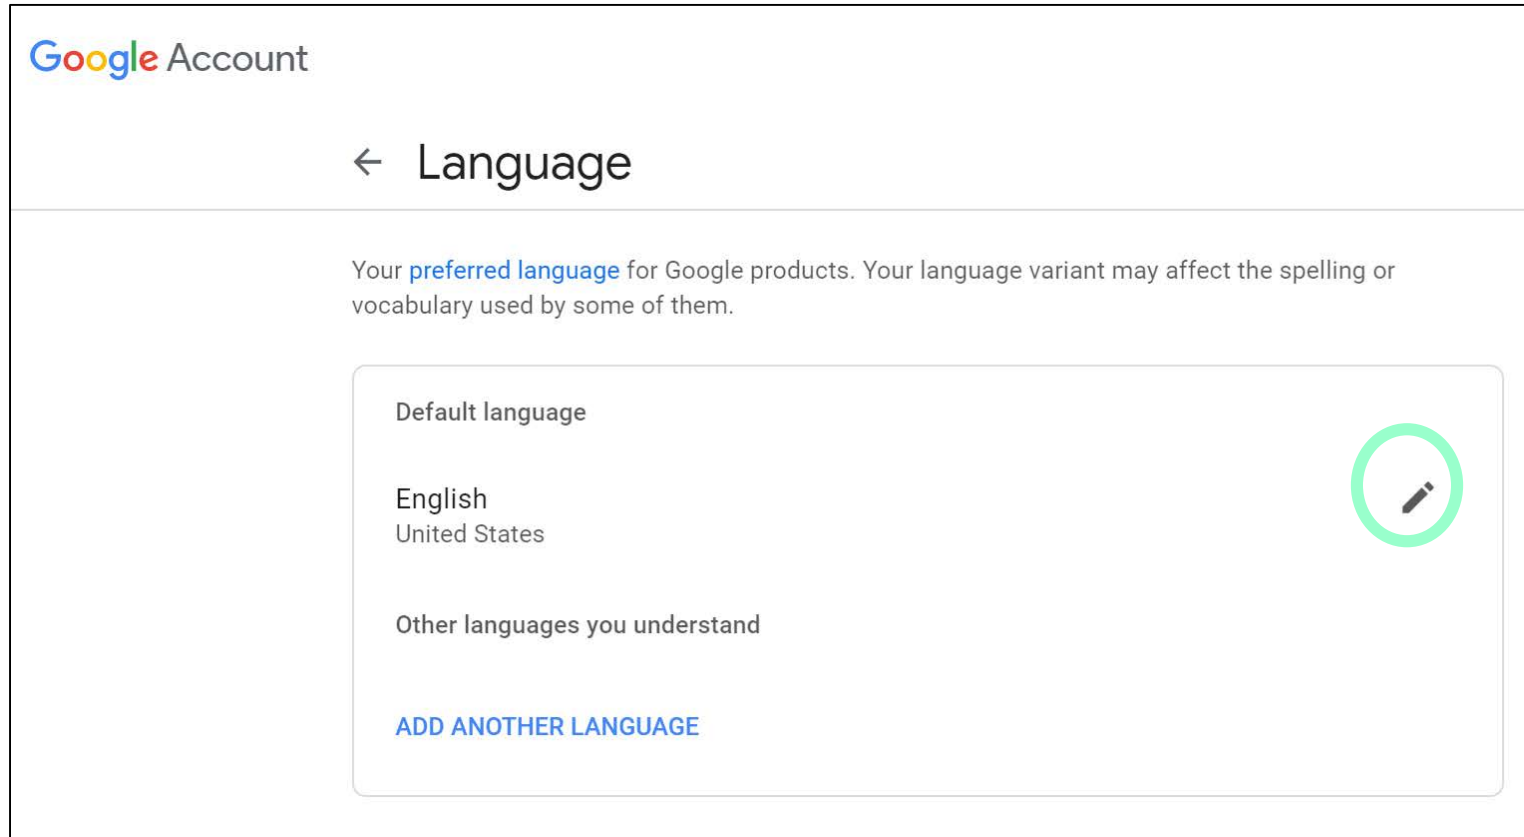 Google Account
Language
Your preferred language for Google products. Your language variant may affect the spelling or
vocabulary used by some of them.
Default language
English
United States
Other languages you understand
ADD ANOTHER LANGUAGE